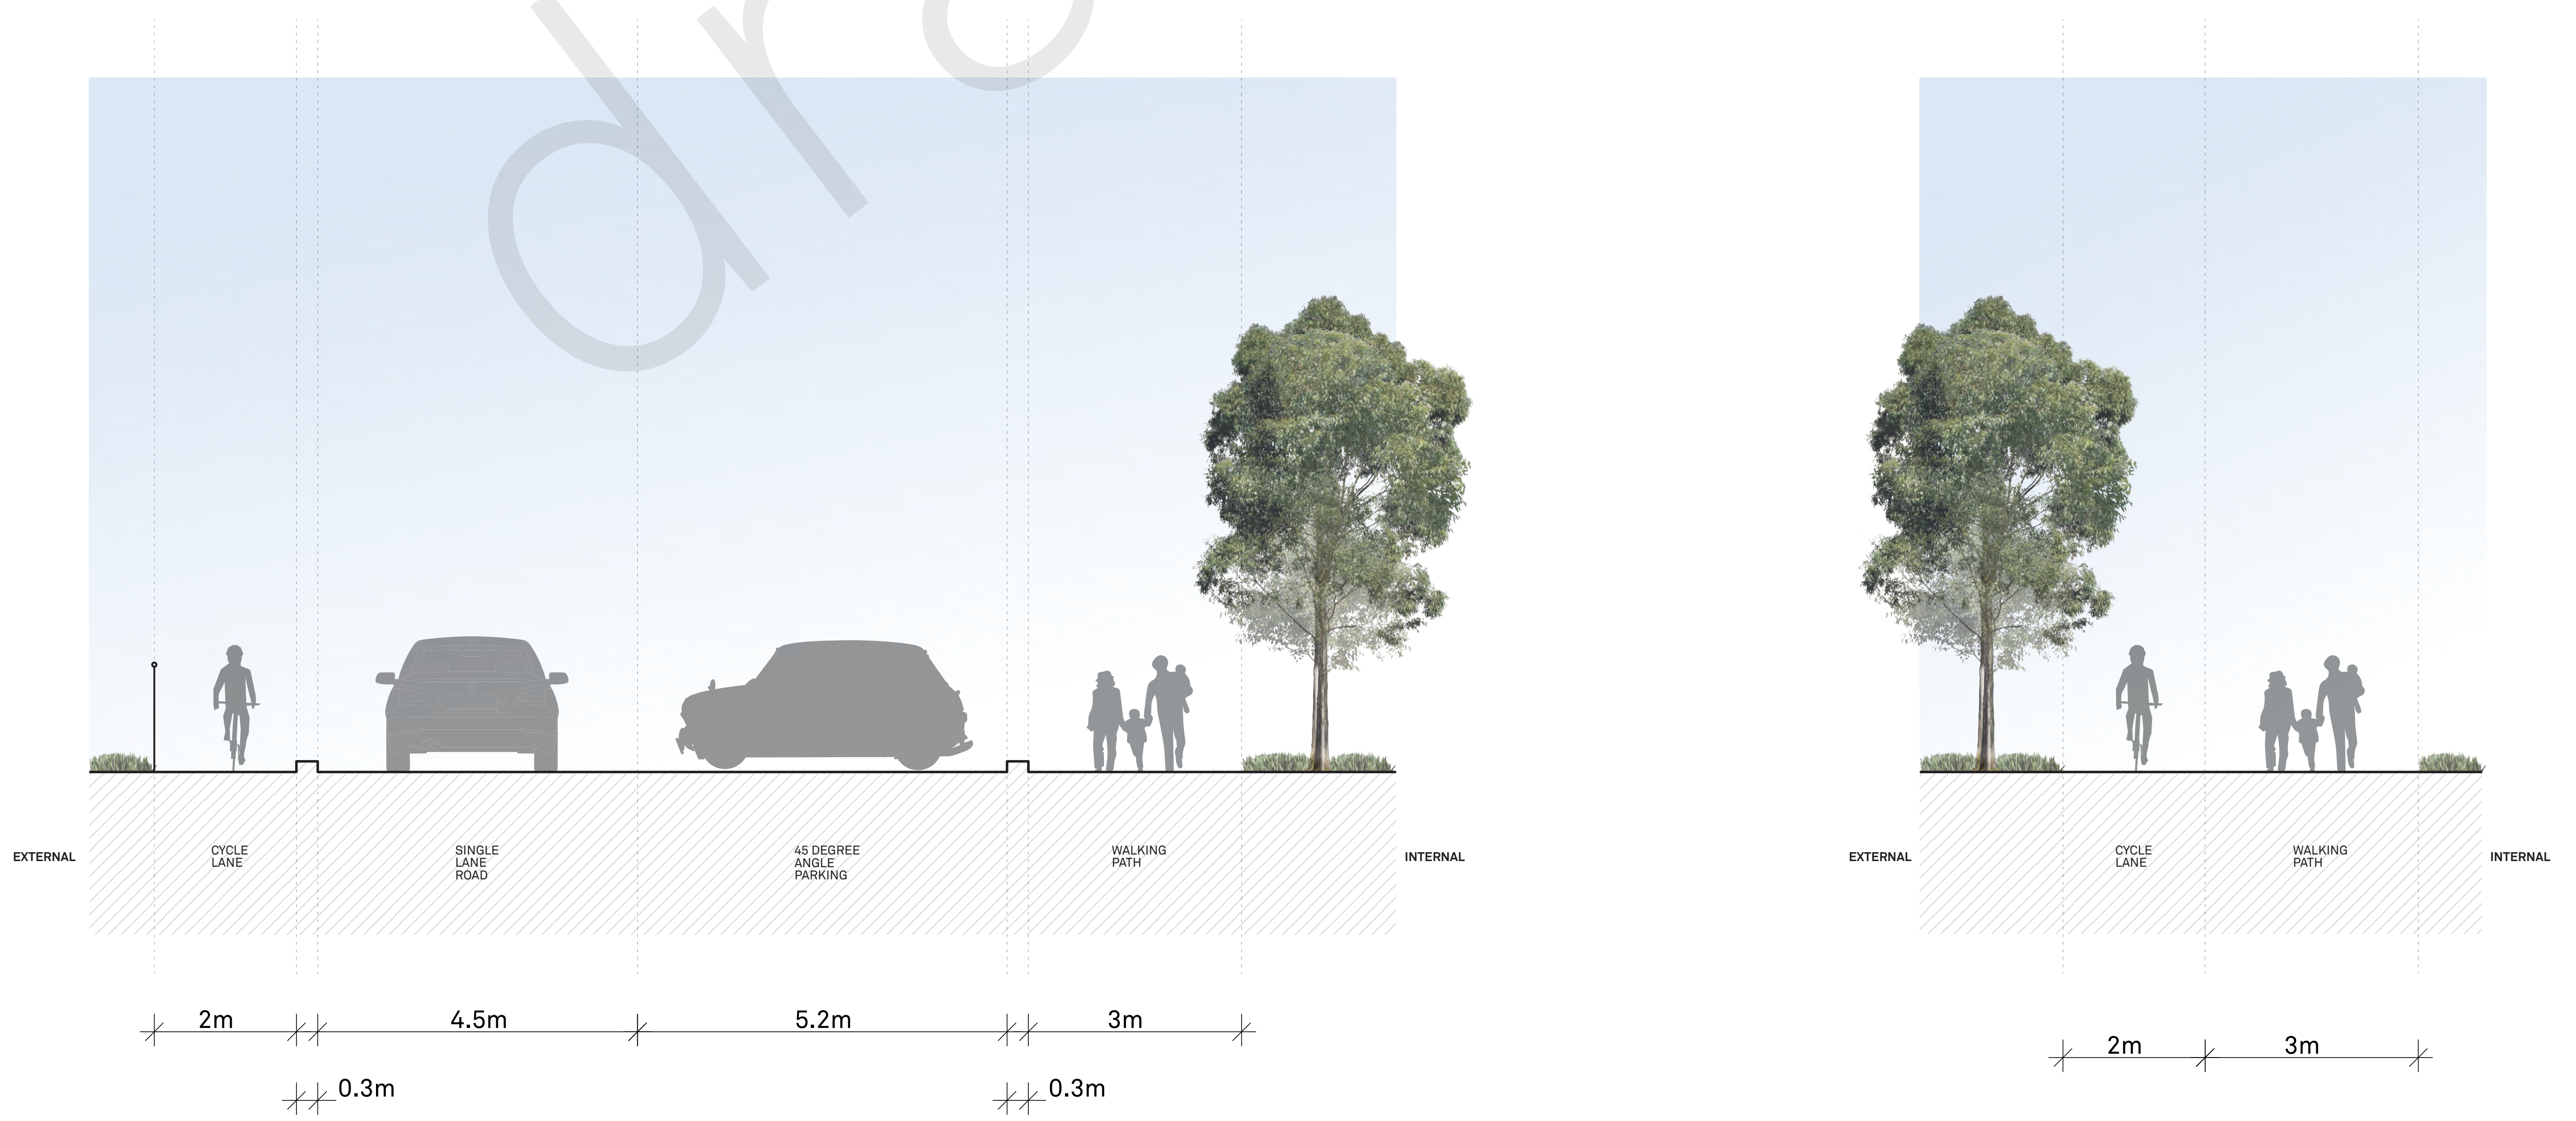 EXTERNAL
CYCLE
LANE
SINGLE
LANE
ROAD
45 DEGREE
ANGLE
PARKING
WALKING
PATH
INTERNAL
2m
4.5m
5.2m
3m
0.3m
0.3m
EXTERNAL
CYCLE
LANE
WALKING
PATH
INTERNAL
2m
3m